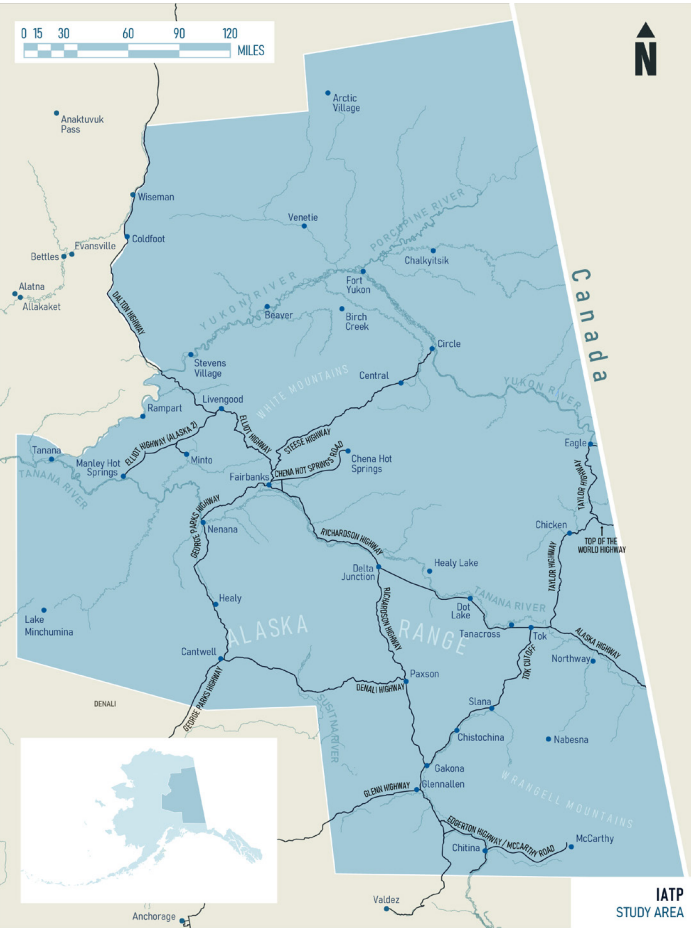 0 15 30 60 90 120
MILES
N
Arctic
Village
Anaktuvuk
Pass
Wiseman
Venetie
PORCUPINE RIVER
Coldfoot
Evansville
Bettles
Chalkyitsik
Fort
Yukon
Canada
Alatna
Allakaket
DALTON HIGHWAY
YUKON RIVER
Beaver
Birch
Creek
Circle
Stevens
Village
WHITE MOUNTAINS
Central
YUKON RIVER
Livengood
Rampart
ELLIOT HIGHWAY (ALASKA 2)
ELLIOT HIGHWAY
STEESE HIGHWAY
Eagle
Tanana
Manley Hot
Springs
Minto
CHENA HOT SPRINGS ROAD
Chena Hot
Springs
TANANA RIVER
Fairbanks
TAYLOR HIGHWAY
GEORGE PARKS HIGHWAY
Nenana
RICHARDSON HIGHWAY
Chicken
TOP OF THE
WORLD HIGHWAY
Delta
Junction
Healy Lake
TAYLOR HIGHWAY
TANANA RIVER
Healy
Dot
Lake
Lake
Minchumina
RICHARDSON HIGHWAY
ALASKA
RANGE
Tanacross
Tok
ALASKA HIGHWAY
Cantwell
TOK CUTOFF
Northway
Paxson
DENALI HIGHWAY
DENALI
GEORGE PARKS HIGHWAY
SUSITNA RIVER
Slana
Chistochina
Nabesna
Gakona
WRANGELL MOUNTAINS
GLENN HIGHWAY
Glennallen
EDGERTON HIGHWAY / MCCARTHY ROAD
McCarthy
Chitina
Valdez
Anchorage
IATP
STUDY AREA